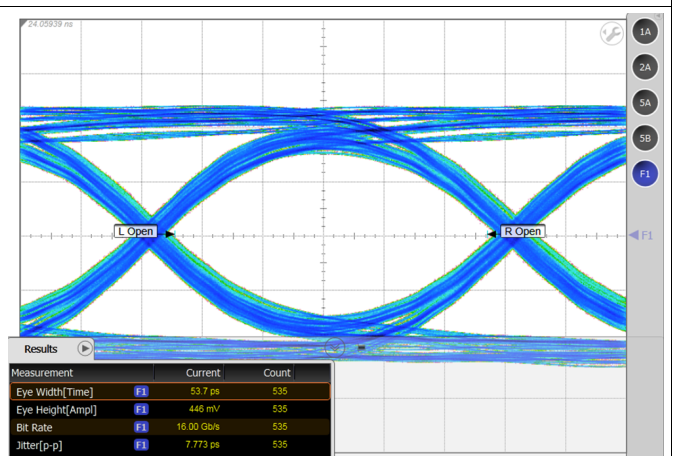 24.05939 ns
1A
2A
5A
5B
F1
L Open
R Open
F1
Results
Measurement Current Count
Eye Width[Time] F1 53.7 ps 535
Eye Height[Ampl] F1 446 mV 535
Bit Rate F1 16.00 Gb/s 535
Jitter[p-p] F1 7.773 ps 535